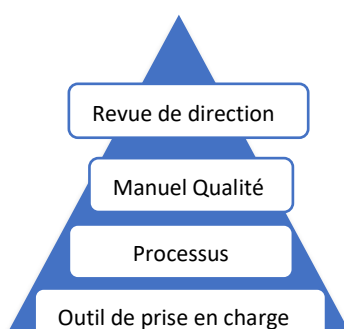 Revue de direction
Manuel Qualité
Processus
Outil de prise en charge